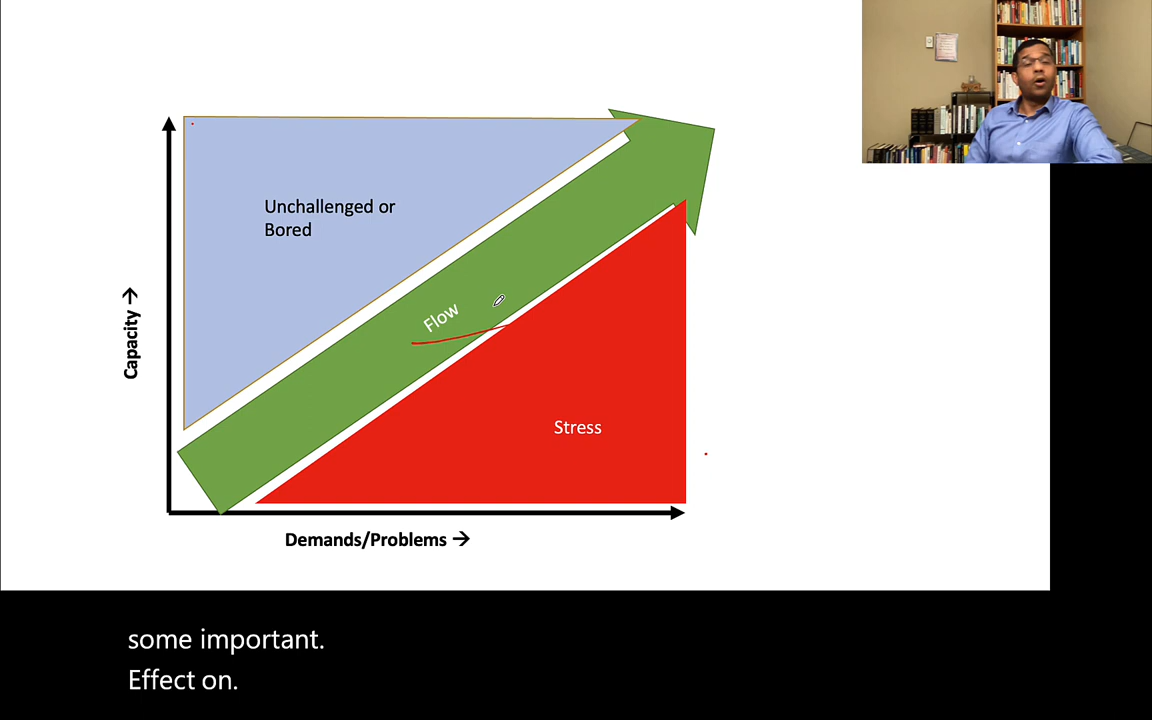 Unchallenged or
Bored
Flow
Stress
Capacity →
Demands/Problems →
some important.
Effect on.